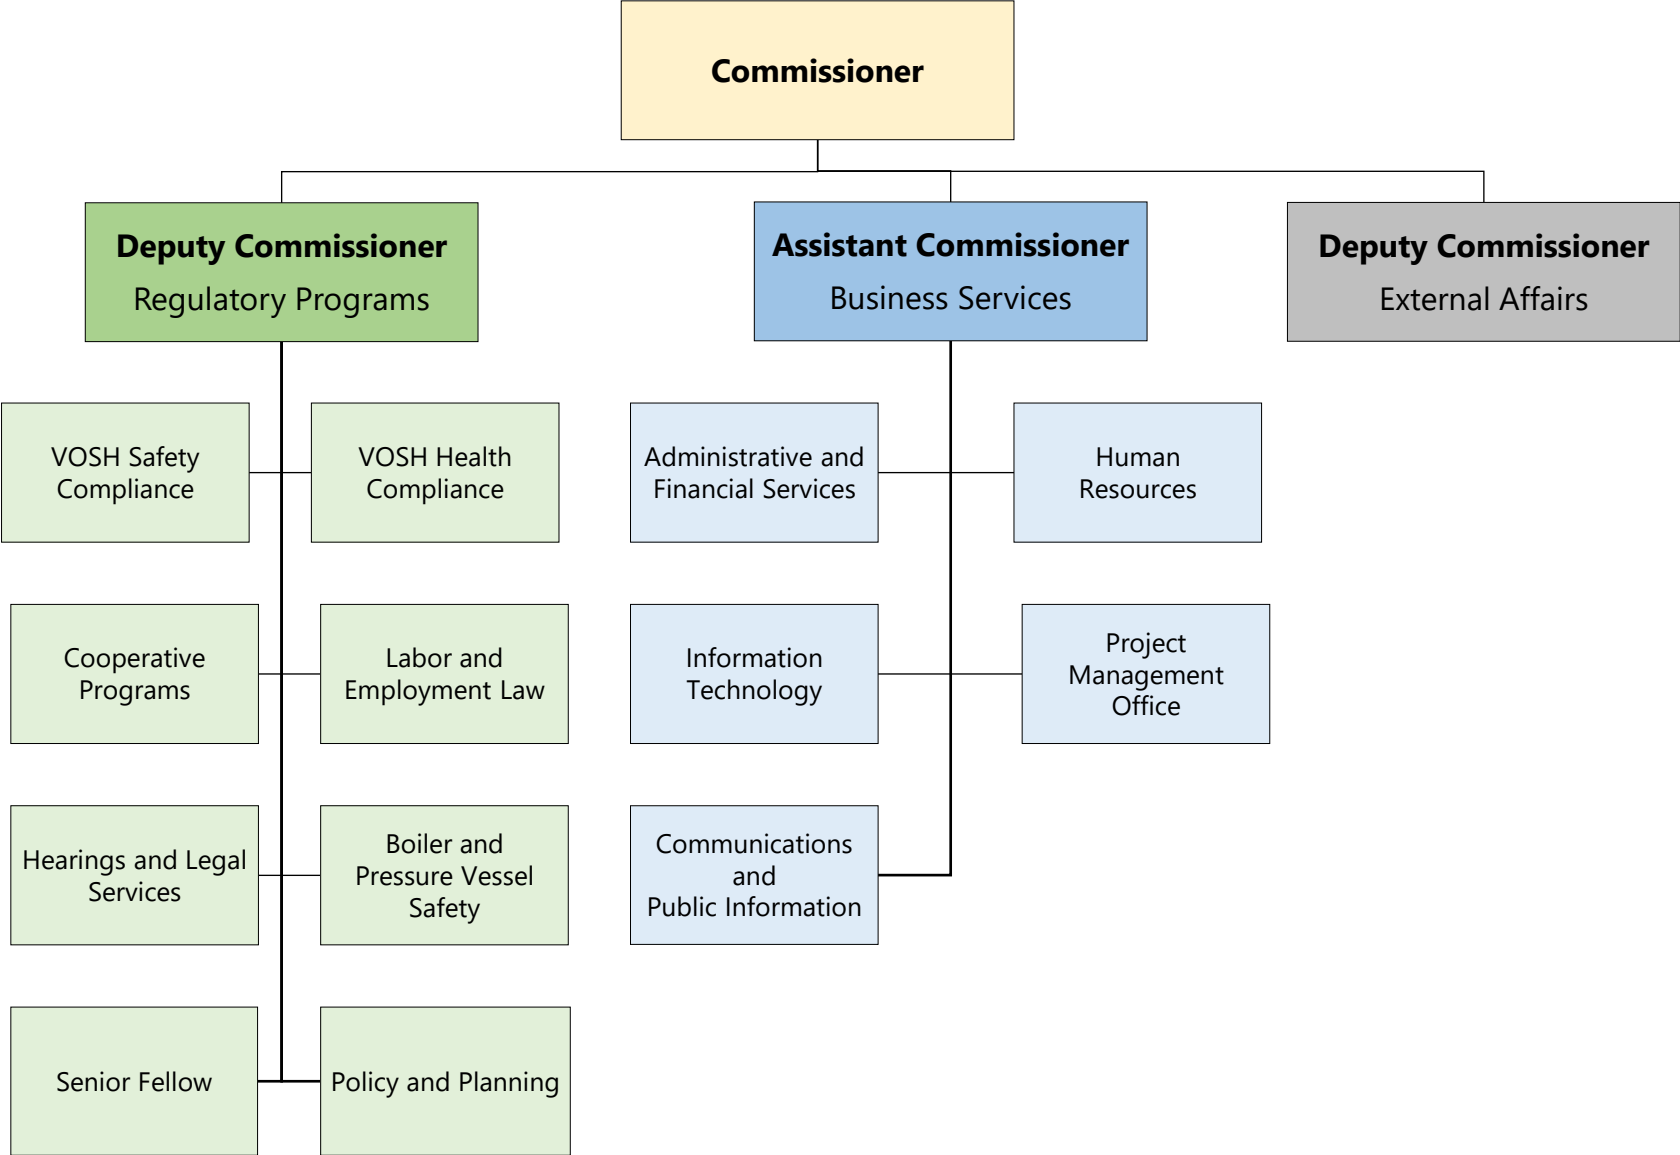 Commissioner
Deputy Commissioner
Regulatory Programs
Assistant Commissioner
Business Services
Deputy Commissioner
External Affairs
VOSH Safety
Compliance
VOSH Health
Compliance
Administrative and
Financial Services
Human
Resources
Cooperative
Programs
Labor and
Employment Law
Information
Technology
Project
Management
Office
Hearings and Legal
Services
Boiler and
Pressure Vessel
Safety
Communications
and
Public Information
Senior Fellow
Policy and Planning